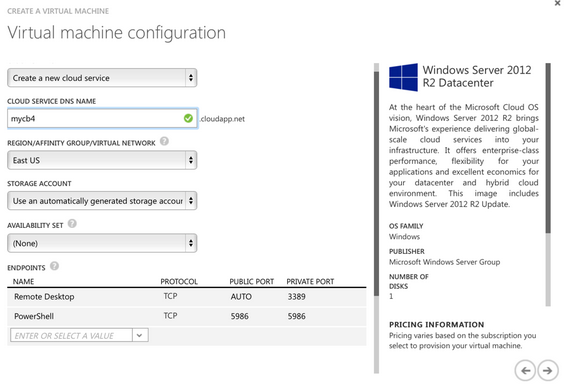 CREATE A VIRTUAL MACHINE
Virtual machine configuration
Create a new cloud service
CLOUD SERVICE DNS NAME
mycb4
.cloudapp.net
REGION/AFFINITY GROUP/VIRTUAL NETWORK ?
East US
STORAGE ACCOUNT
Use an automatically generated storage accour
AVAILABILITY SET ?
(None)
ENDPOINTS ?
NAME PROTOCOL PUBLIC PORT PRIVATE PORT
Remote Desktop TCP AUTO 3389
PowerShell TCP 5986 5986
ENTER OR SELECT A VALUE
Windows Server 2012
R2 Datacenter
At the heart of the Microsoft Cloud OS
vision, Windows Server 2012 R2 brings
Microsoft's experience delivering global-
scale cloud services into your
infrastructure. It offers enterprise-class
performance, flexibility for your
applications and excellent economics for
your datacenter and hybrid cloud
environment. This image includes
Windows Server 2012 R2 Update.
OS FAMILY
Windows
PUBLISHER
Microsoft Windows Server Group
NUMBER OF
DISKS
1
PRICING INFORMATION
Pricing varies based on the subscription you
select to provision your virtual machine.